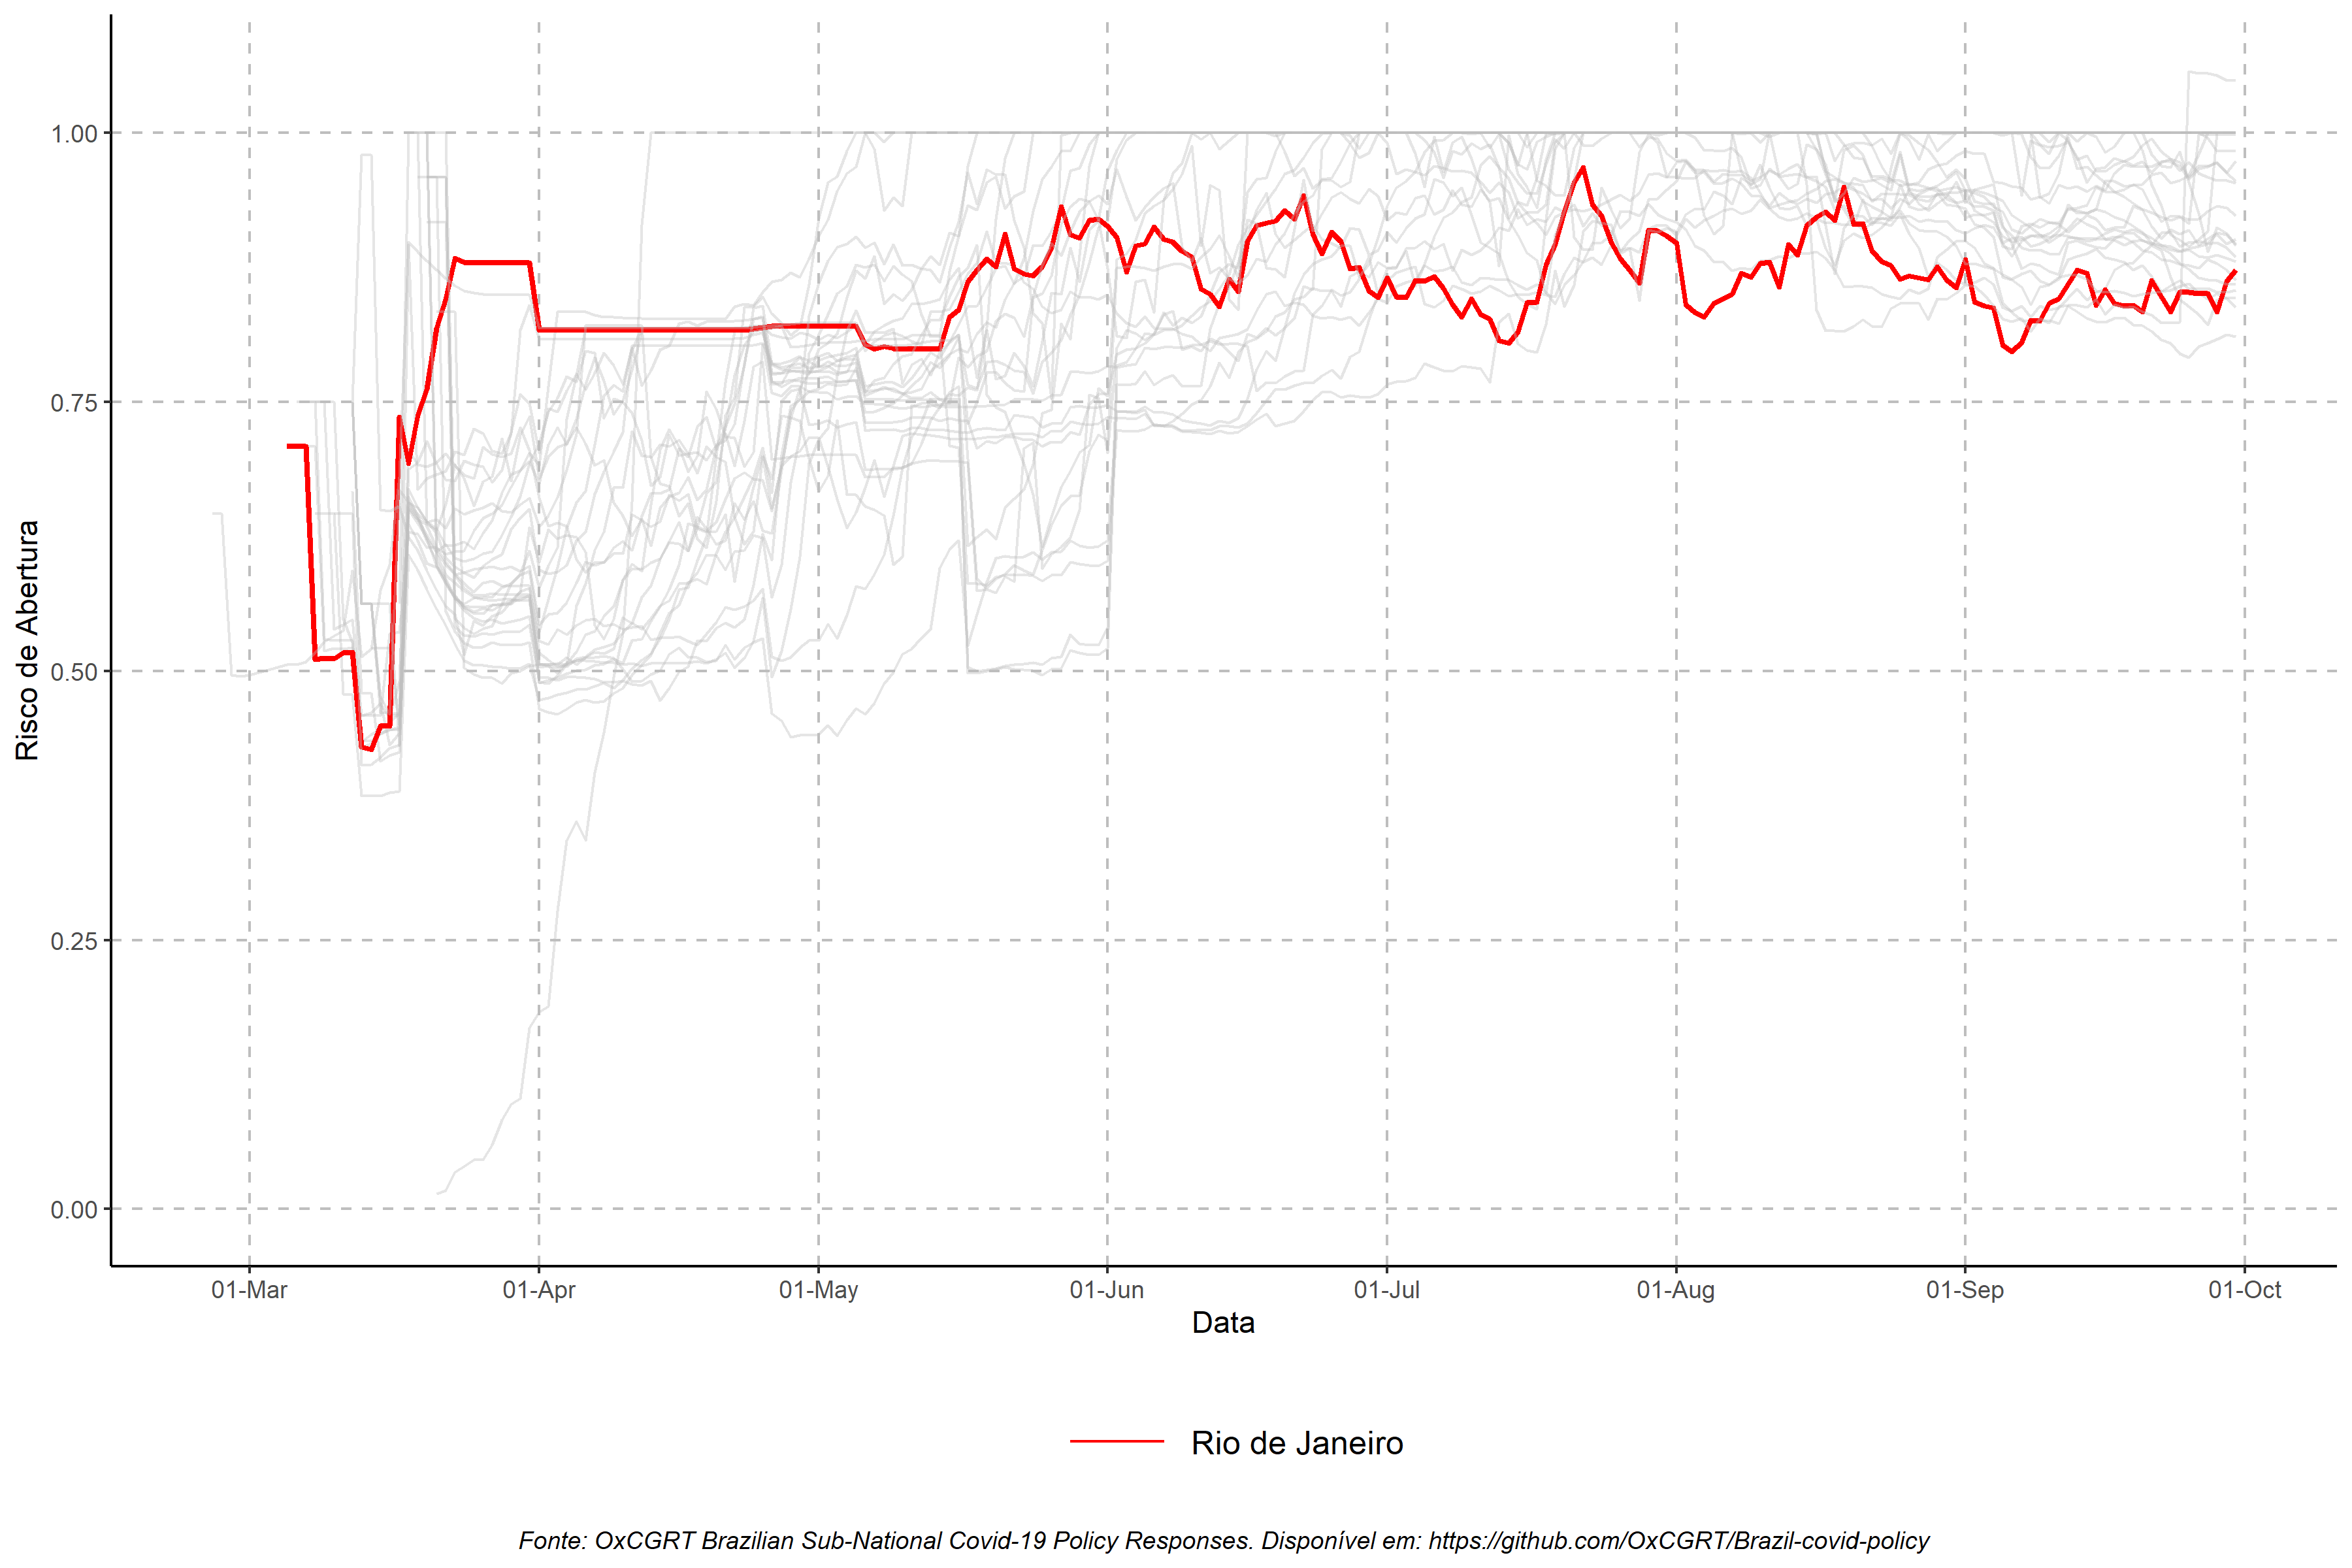 Risco de Abertura
1.00
0.75
0.50
0.25
0.00
01-Mar 01-Apr 01-May 01-Jun 01-Jul 01-Aug 01-Sep 01-Oct
Data
Rio de Janeiro
Fonte: OxCGRT Brazilian Sub-National Covid-19 Policy Responses. Disponível em: https://github.com/OxCGRT/Brazil-covid-policy